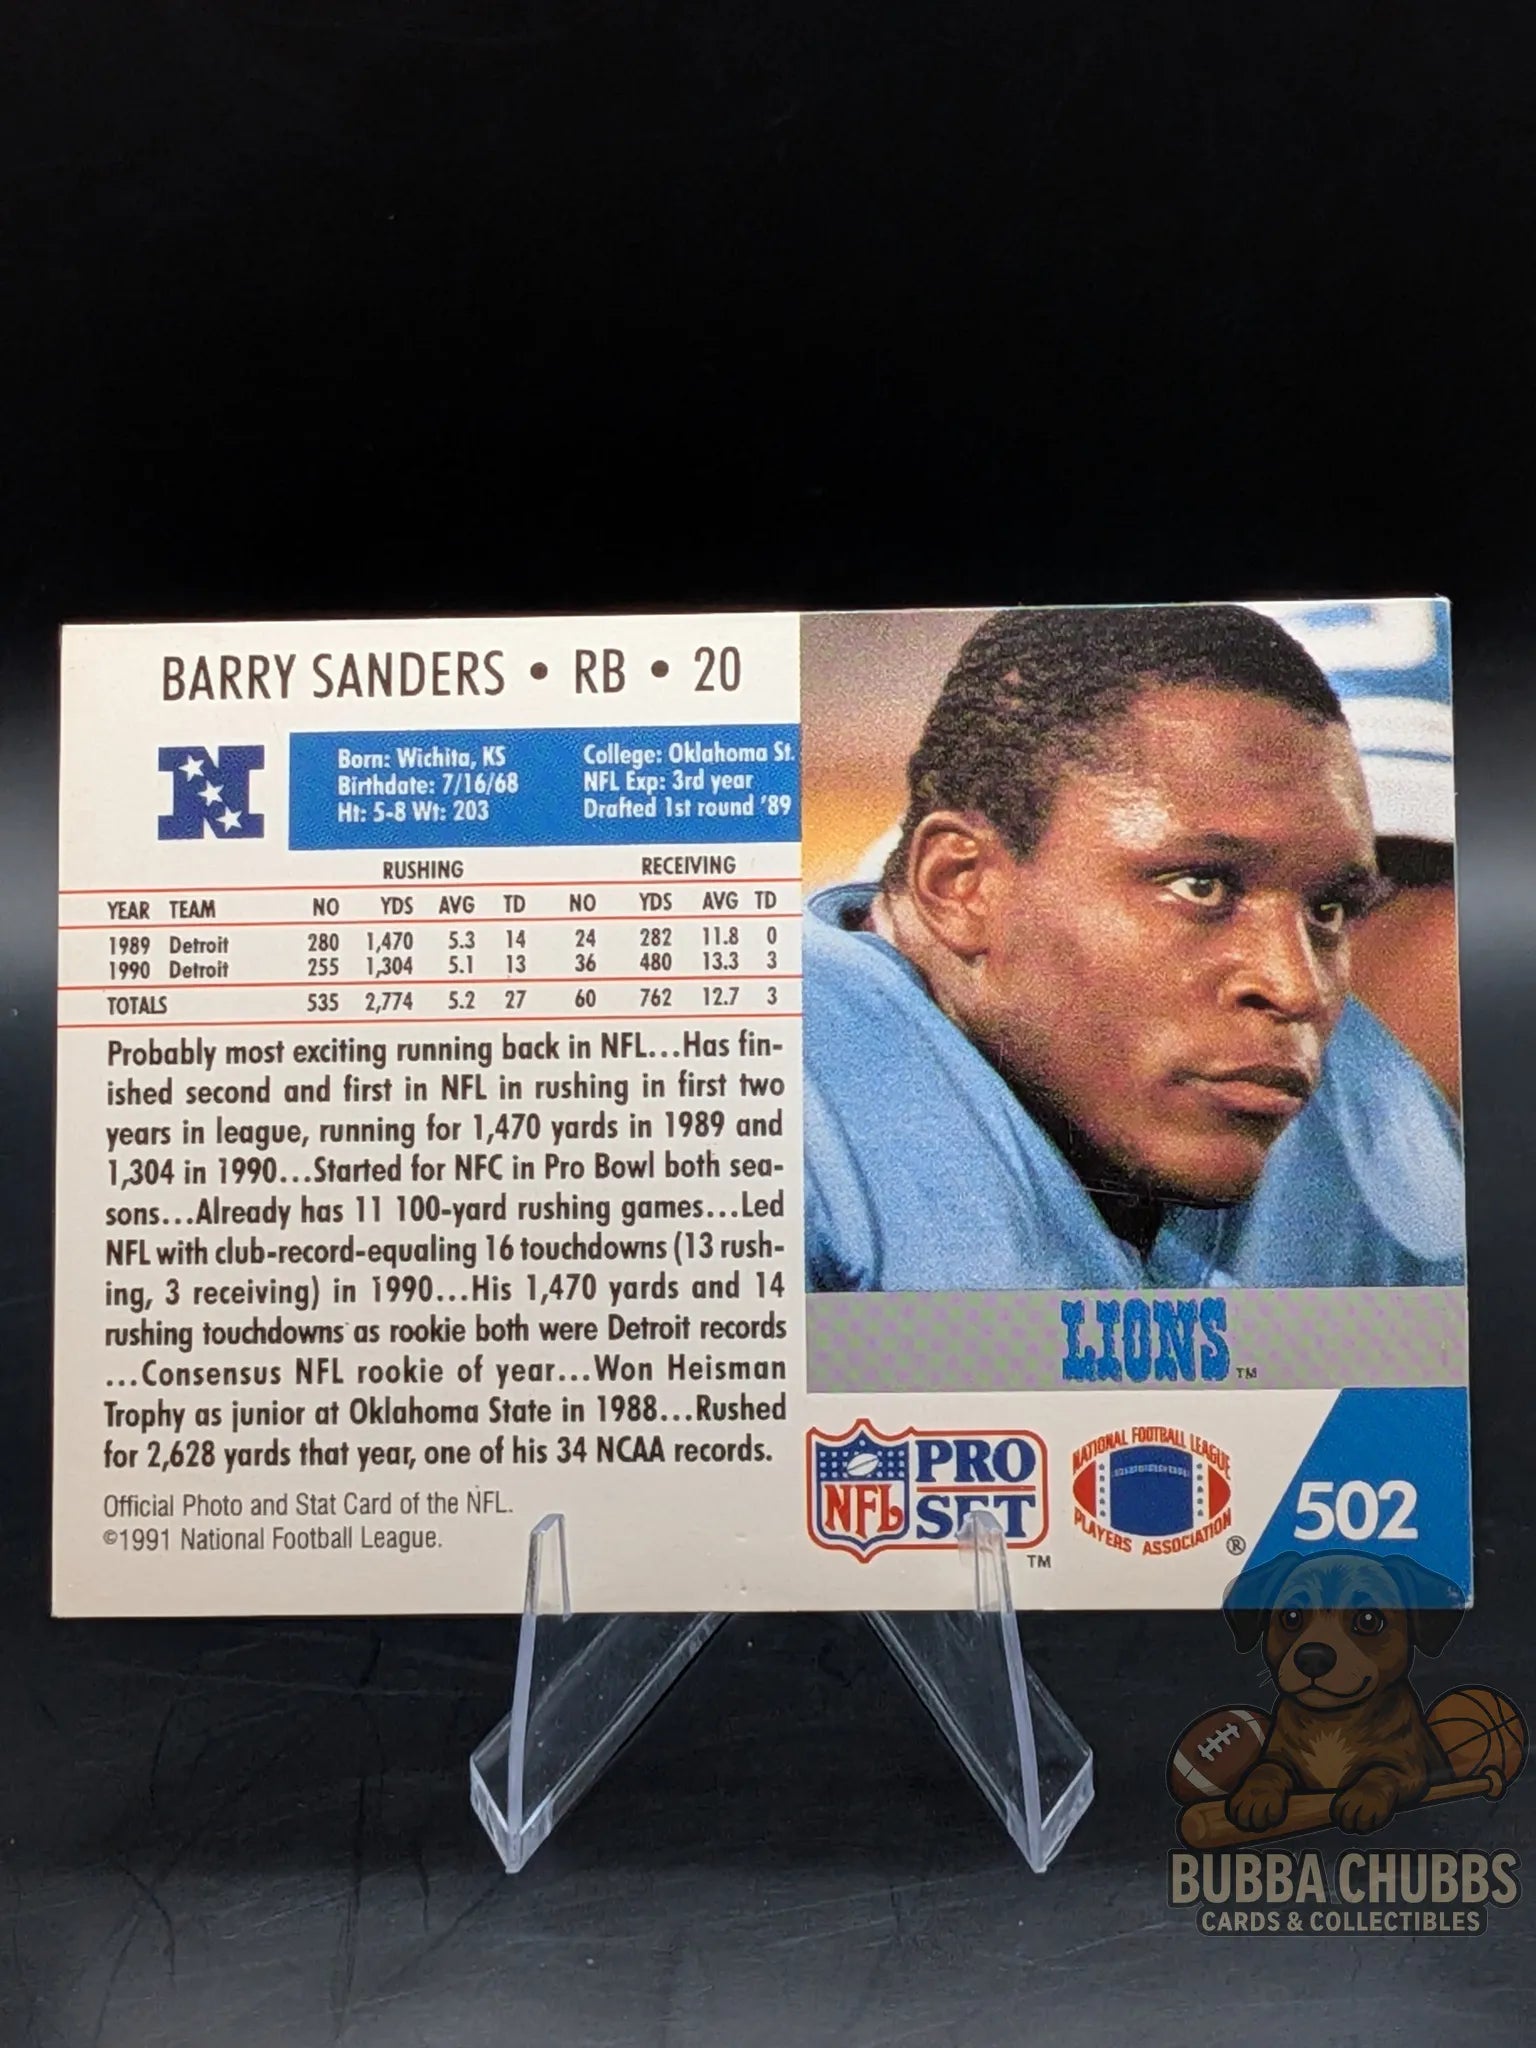 BARRY SANDERS • RB • 20
N
Born: Wichita, KS
Birthdate: 7/16/68
Ht: 5-8 Wt: 203
College: Oklahoma St.
NFL Exp: 3rd year
Drafted 1st round '89
RUSHING RECEIVING
YEAR TEAM NO YDS AVG TD NO YDS AVG TD
1989 Detroit 280 1,470 5.3 14 24 282 11.8 0
1990 Detroit 255 1,304 5.1 13 36 480 13.3 3
TOTALS 535 2,774 5.2 27 60 762 12.7 3
Probably most exciting running back in NFL...Has fin-
ished second and first in NFL in rushing in first two
years in league, running for 1,470 yards in 1989 and
1,304 in 1990...Started for NFC in Pro Bowl both sea-
sons...Already has 11 100-yard rushing games...Led
NFL with club-record-equaling 16 touchdowns (13 rush-
ing, 3 receiving) in 1990...His 1,470 yards and 14
rushing touchdowns as rookie both were Detroit records
...Consensus NFL rookie of year...Won Heisman
Trophy as junior at Oklahoma State in 1988...Rushed
for 2,628 yards that year, one of his 34 NCAA records.
Official Photo and Stat Card of the NFL.
©1991 National Football League.
LIONS™
NFL PRO SET™
NATIONAL FOOTBALL LEAGUE
PLAYERS ASSOCIATION®
502
BUBBA CHUBBS
CARDS & COLLECTIBLES